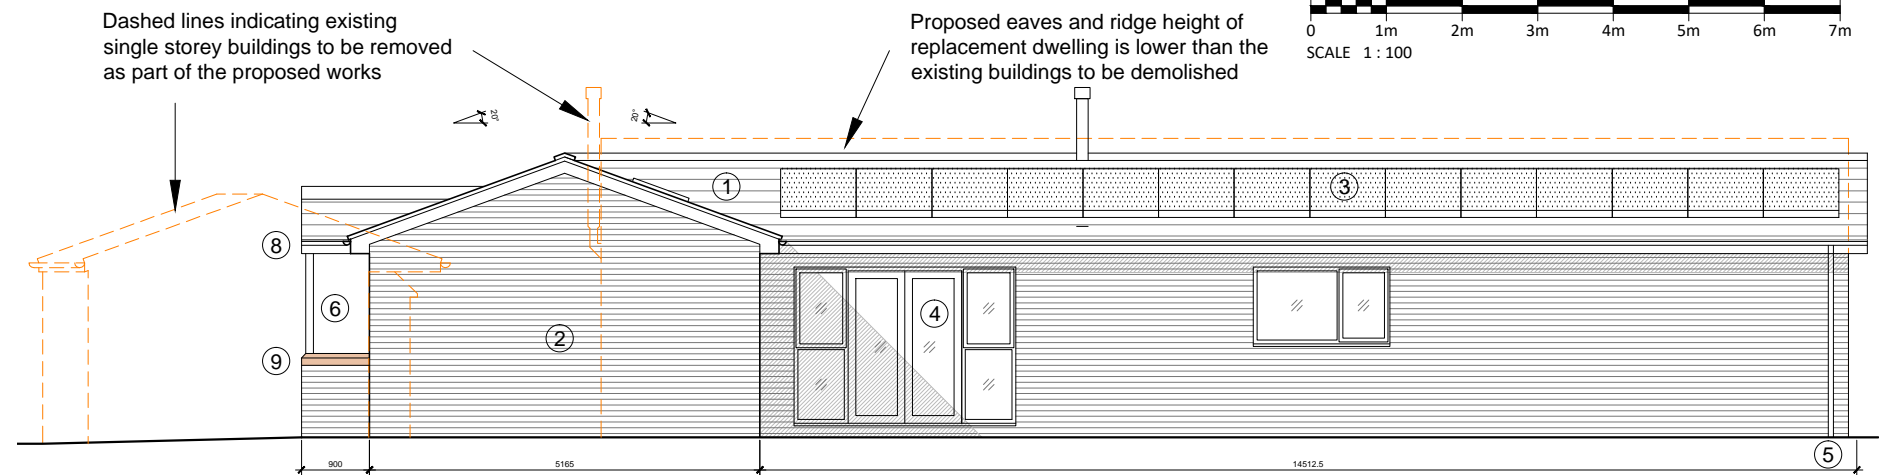 Dashed lines indicating existing
single storey buildings to be removed
as part of the proposed works
Proposed eaves and ridge height of
replacement dwelling is lower than the
existing buildings to be demolished
0 1m 2m 3m 4m 5m 6m 7m
SCALE 1 : 100
20°
20°
1
3
8
6
4
2
9
5
900
5165
14512.5